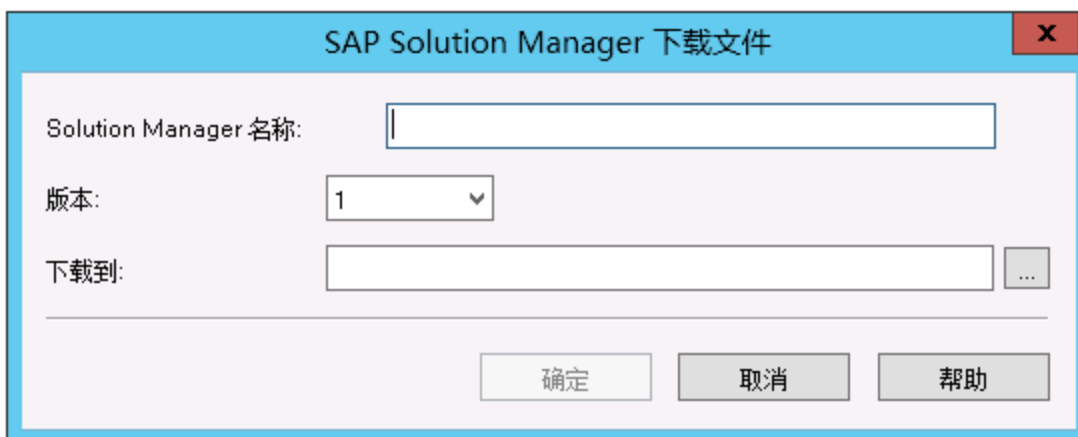 SAP Solution Manager 下载文件
x
Solution Manager 名称:
版本: 1
下载到: ...
确定 取消 帮助